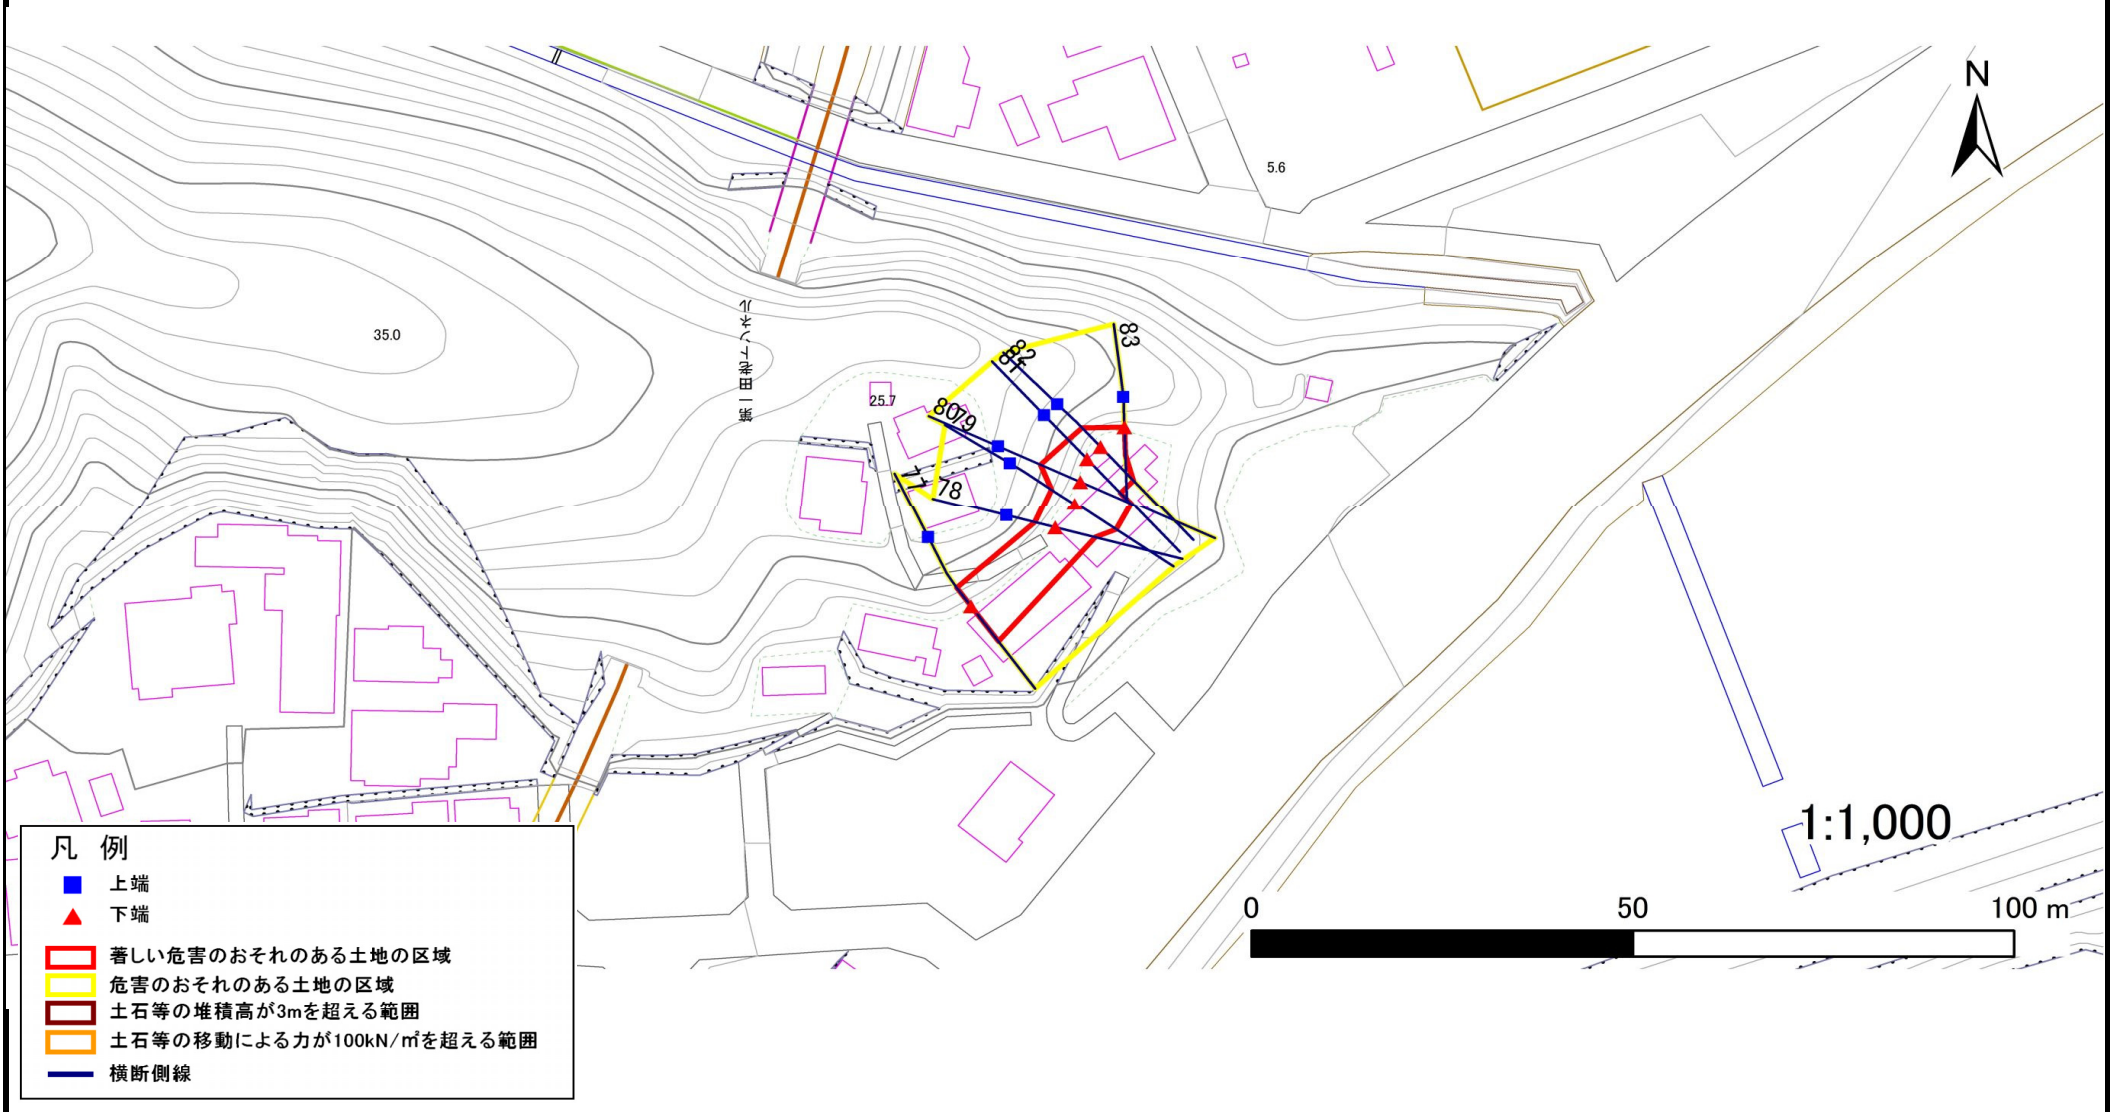 N
5.6
35.0
第一田老トンネル
25.7
83
82
81
80
79
77
78
1:1,000
0 50 100 m
凡 例
上端
下端
著しい危害のおそれのある土地の区域
危害のおそれのある土地の区域
土石等の堆積高が3mを超える範囲
土石等の移動による力が100kN/㎡を超える範囲
横断側線